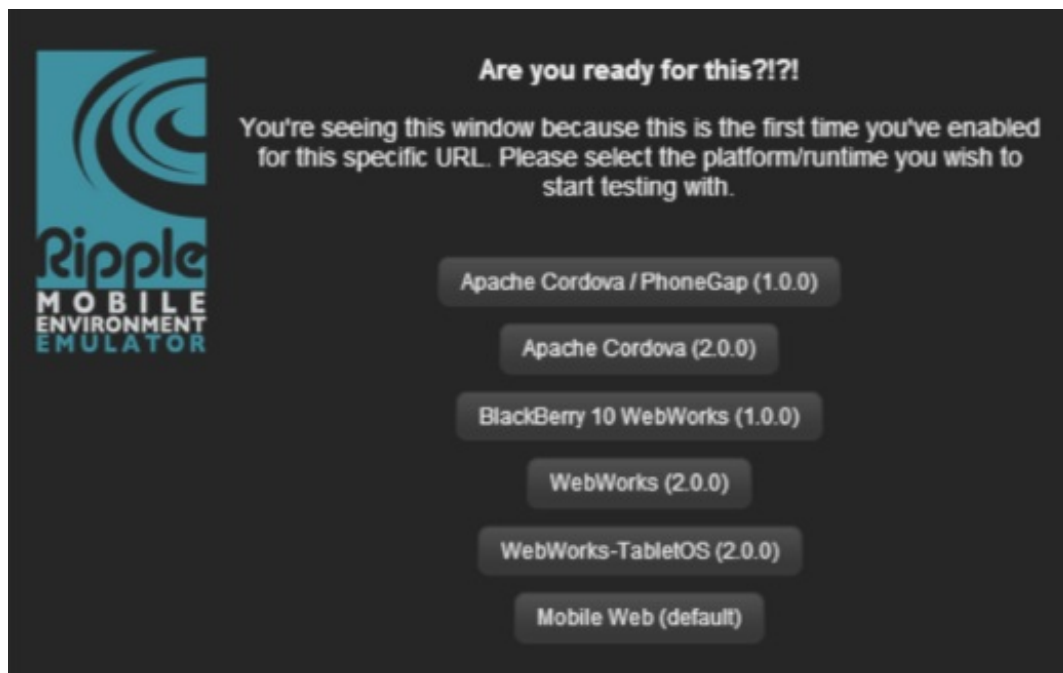 Ripple
MOBILE
ENVIRONMENT
EMULATOR
Are you ready for this?!?!
You're seeing this window because this is the first time you've enabled
for this specific URL. Please select the platform/runtime you wish to
start testing with.
Apache Cordova / PhoneGap (1.0.0)
Apache Cordova (2.0.0)
BlackBerry 10 WebWorks (1.0.0)
WebWorks (2.0.0)
WebWorks-TabletOS (2.0.0)
Mobile Web (default)